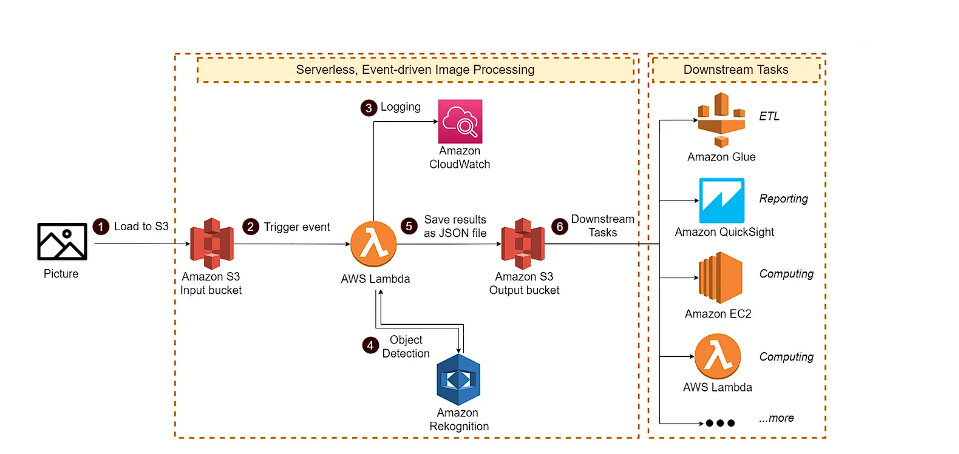 Serverless, Event-driven Image Processing
Downstream Tasks
3 Logging
Amazon
CloudWatch
ETL
Amazon Glue
Reporting
Amazon QuickSight
1 Load to S3
2 Trigger event
5 Save results
as JSON file
6 Downstream
Tasks
Picture
Amazon S3
Input bucket
AWS Lambda
Amazon S3
Output bucket
Computing
Amazon EC2
4 Object
Detection
Amazon
Rekognition
Computing
AWS Lambda
...more